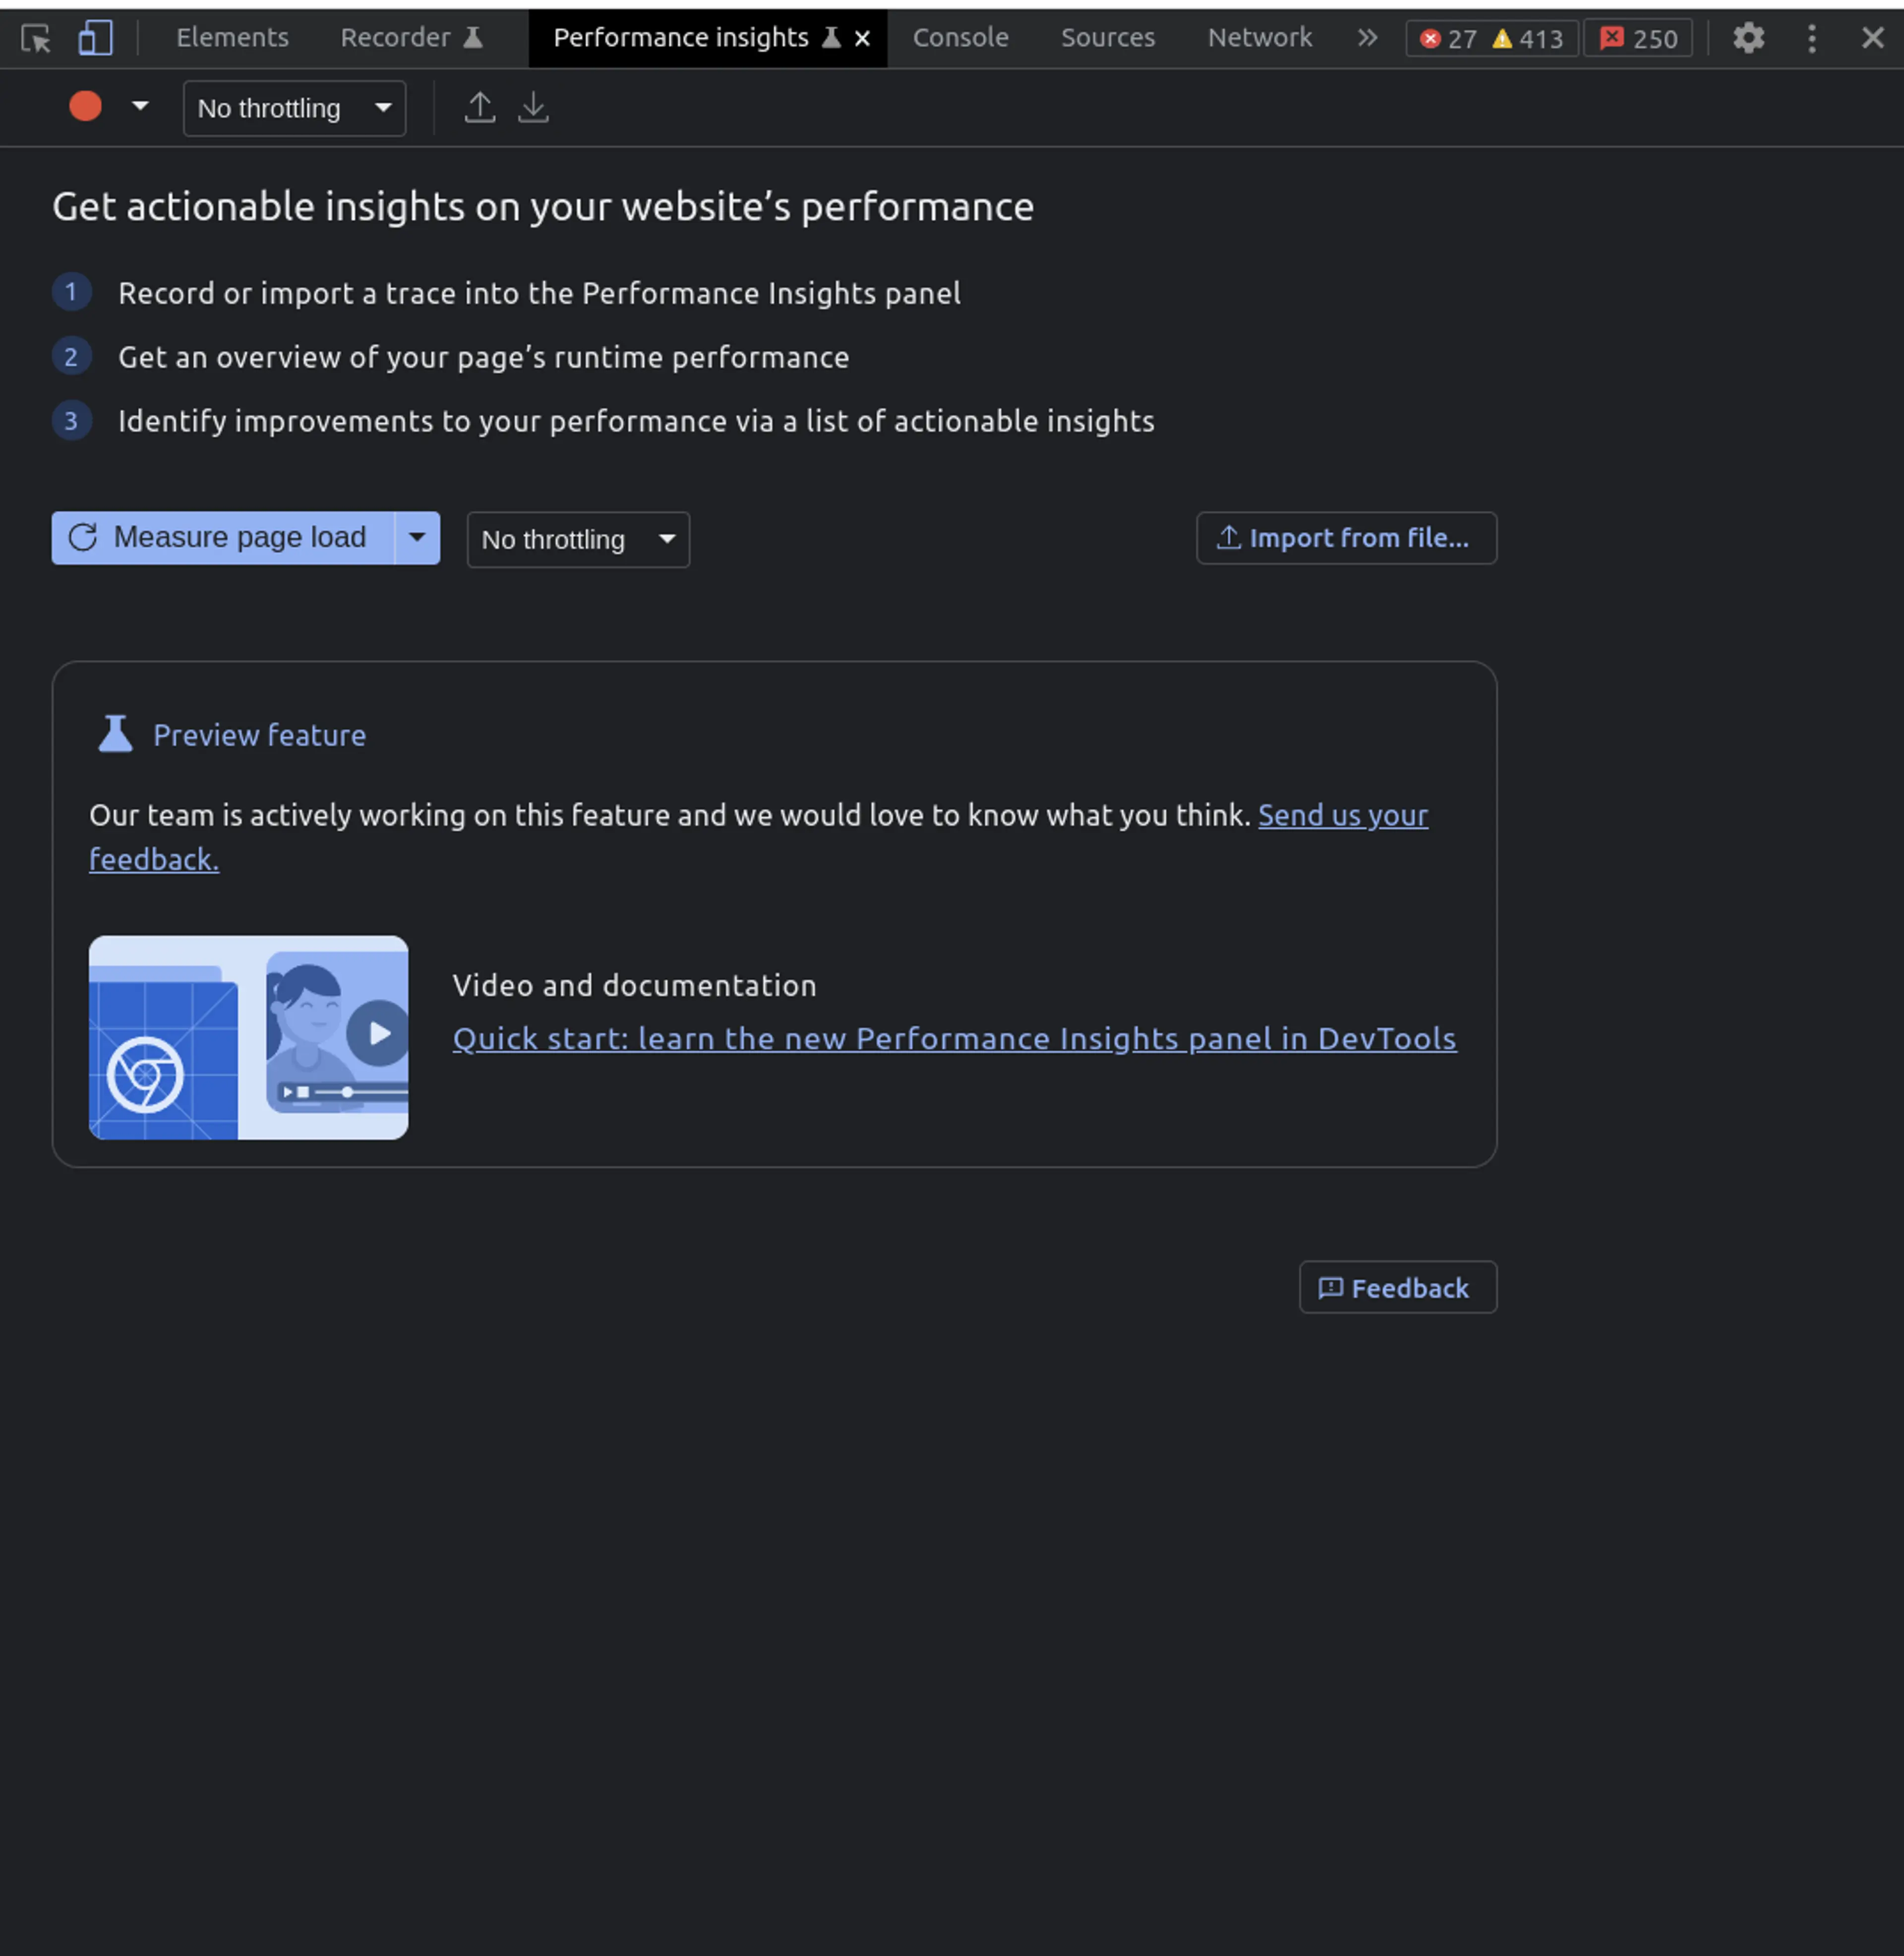 Elements Recorder Performance insights Console Sources Network 27 413 250
No throttling
Get actionable insights on your website’s performance
1 Record or import a trace into the Performance Insights panel
2 Get an overview of your page’s runtime performance
3 Identify improvements to your performance via a list of actionable insights
Measure page load No throttling Import from file...
Preview feature
Our team is actively working on this feature and we would love to know what you think. Send us your
feedback.
Video and documentation
Quick start: learn the new Performance Insights panel in DevTools
Feedback